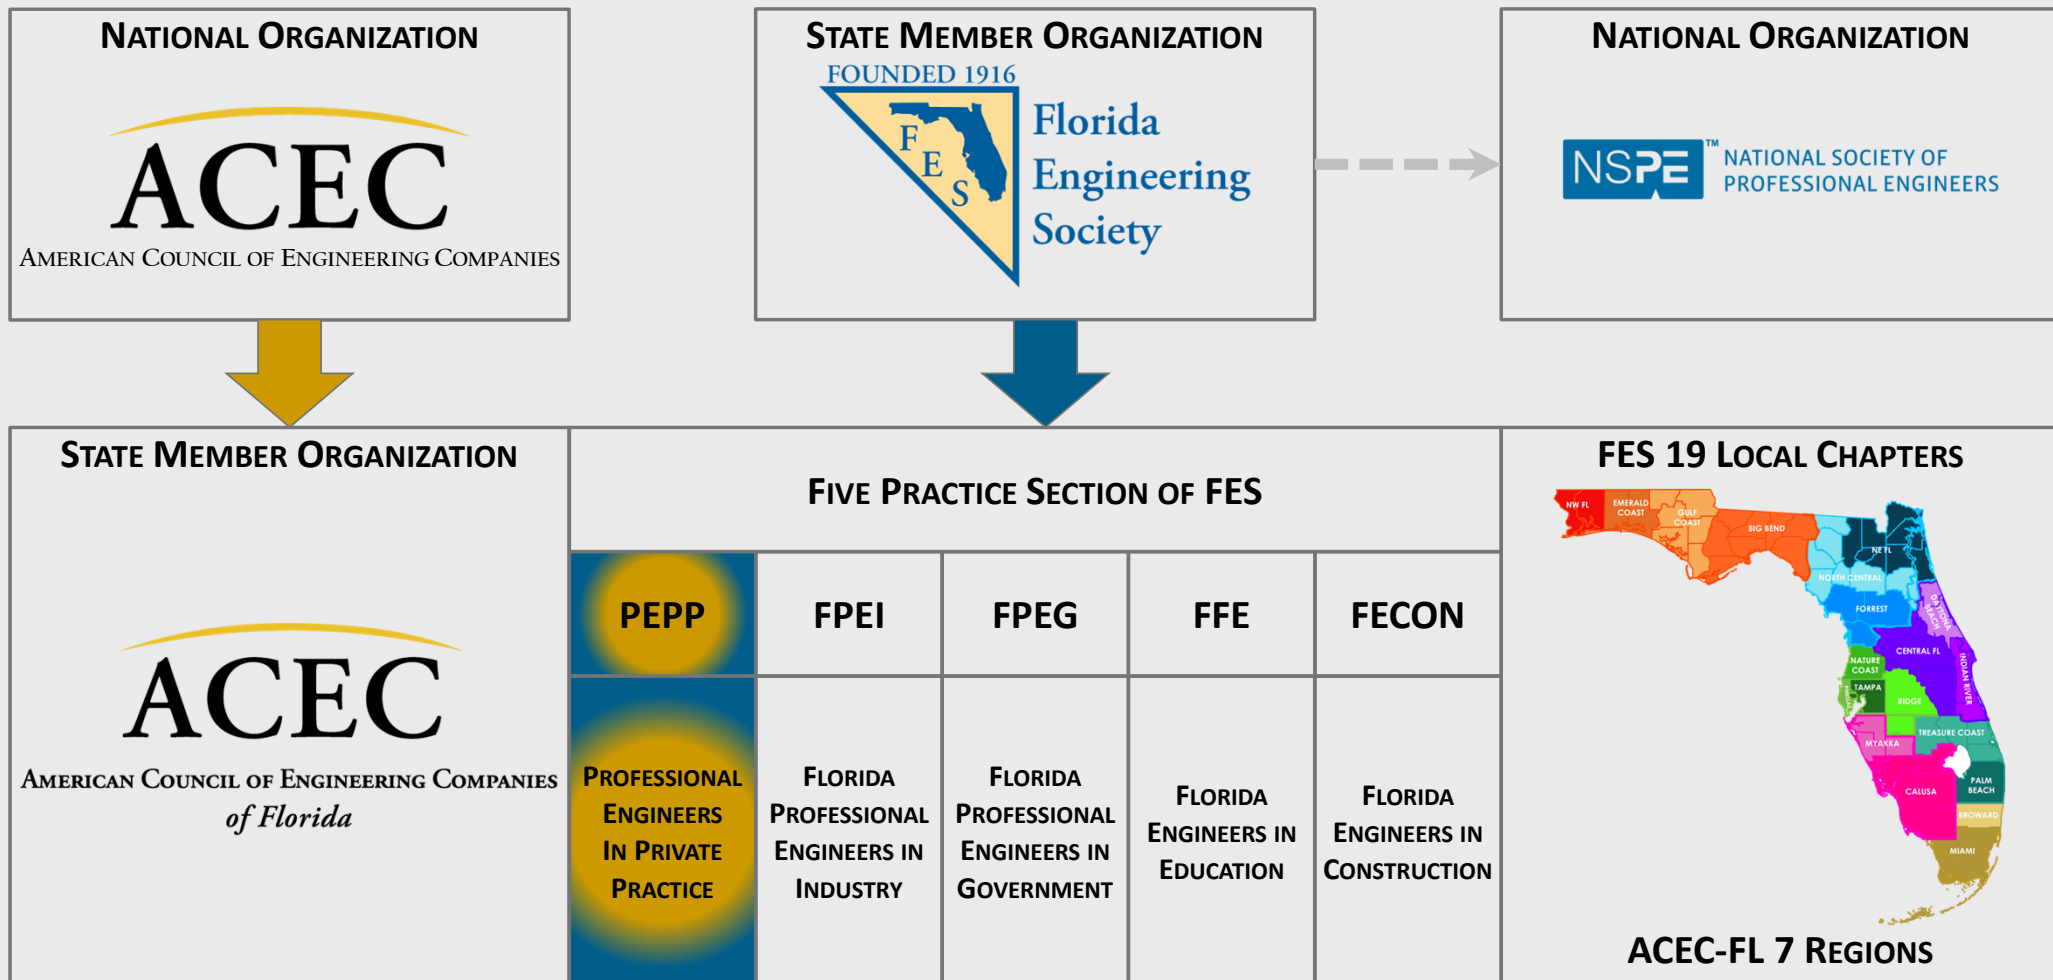 NATIONAL ORGANIZATION
ACEC
AMERICAN COUNCIL OF ENGINEERING COMPANIES
STATE MEMBER ORGANIZATION
FOUNDED 1916
F
E
S
Florida
Engineering
Society
NATIONAL ORGANIZATION
NSPE™
NATIONAL SOCIETY OF
PROFESSIONAL ENGINEERS
STATE MEMBER ORGANIZATION
ACEC
AMERICAN COUNCIL OF ENGINEERING COMPANIES
of Florida
FIVE PRACTICE SECTION OF FES
PEPP
FPEI
FPEG
FFE
FECON
PROFESSIONAL
ENGINEERS
IN PRIVATE
PRACTICE
FLORIDA
PROFESSIONAL
ENGINEERS IN
INDUSTRY
FLORIDA
PROFESSIONAL
ENGINEERS IN
GOVERNMENT
FLORIDA
ENGINEERS IN
EDUCATION
FLORIDA
ENGINEERS IN
CONSTRUCTION
FES 19 LOCAL CHAPTERS
NW FL
EMERALD
COAST
GULF
COAST
BIG BEND
NE FL
NORTH CENTRAL
FORREST
DAYTONA
BEACH
CENTRAL FL
INDIAN RIVER
NATURE
COAST
TAMPA
RIDGE
TREASURE COAST
MYAKKA
PALM
BEACH
CALUSA
BROWARD
MIAMI
ACEC-FL 7 REGIONS